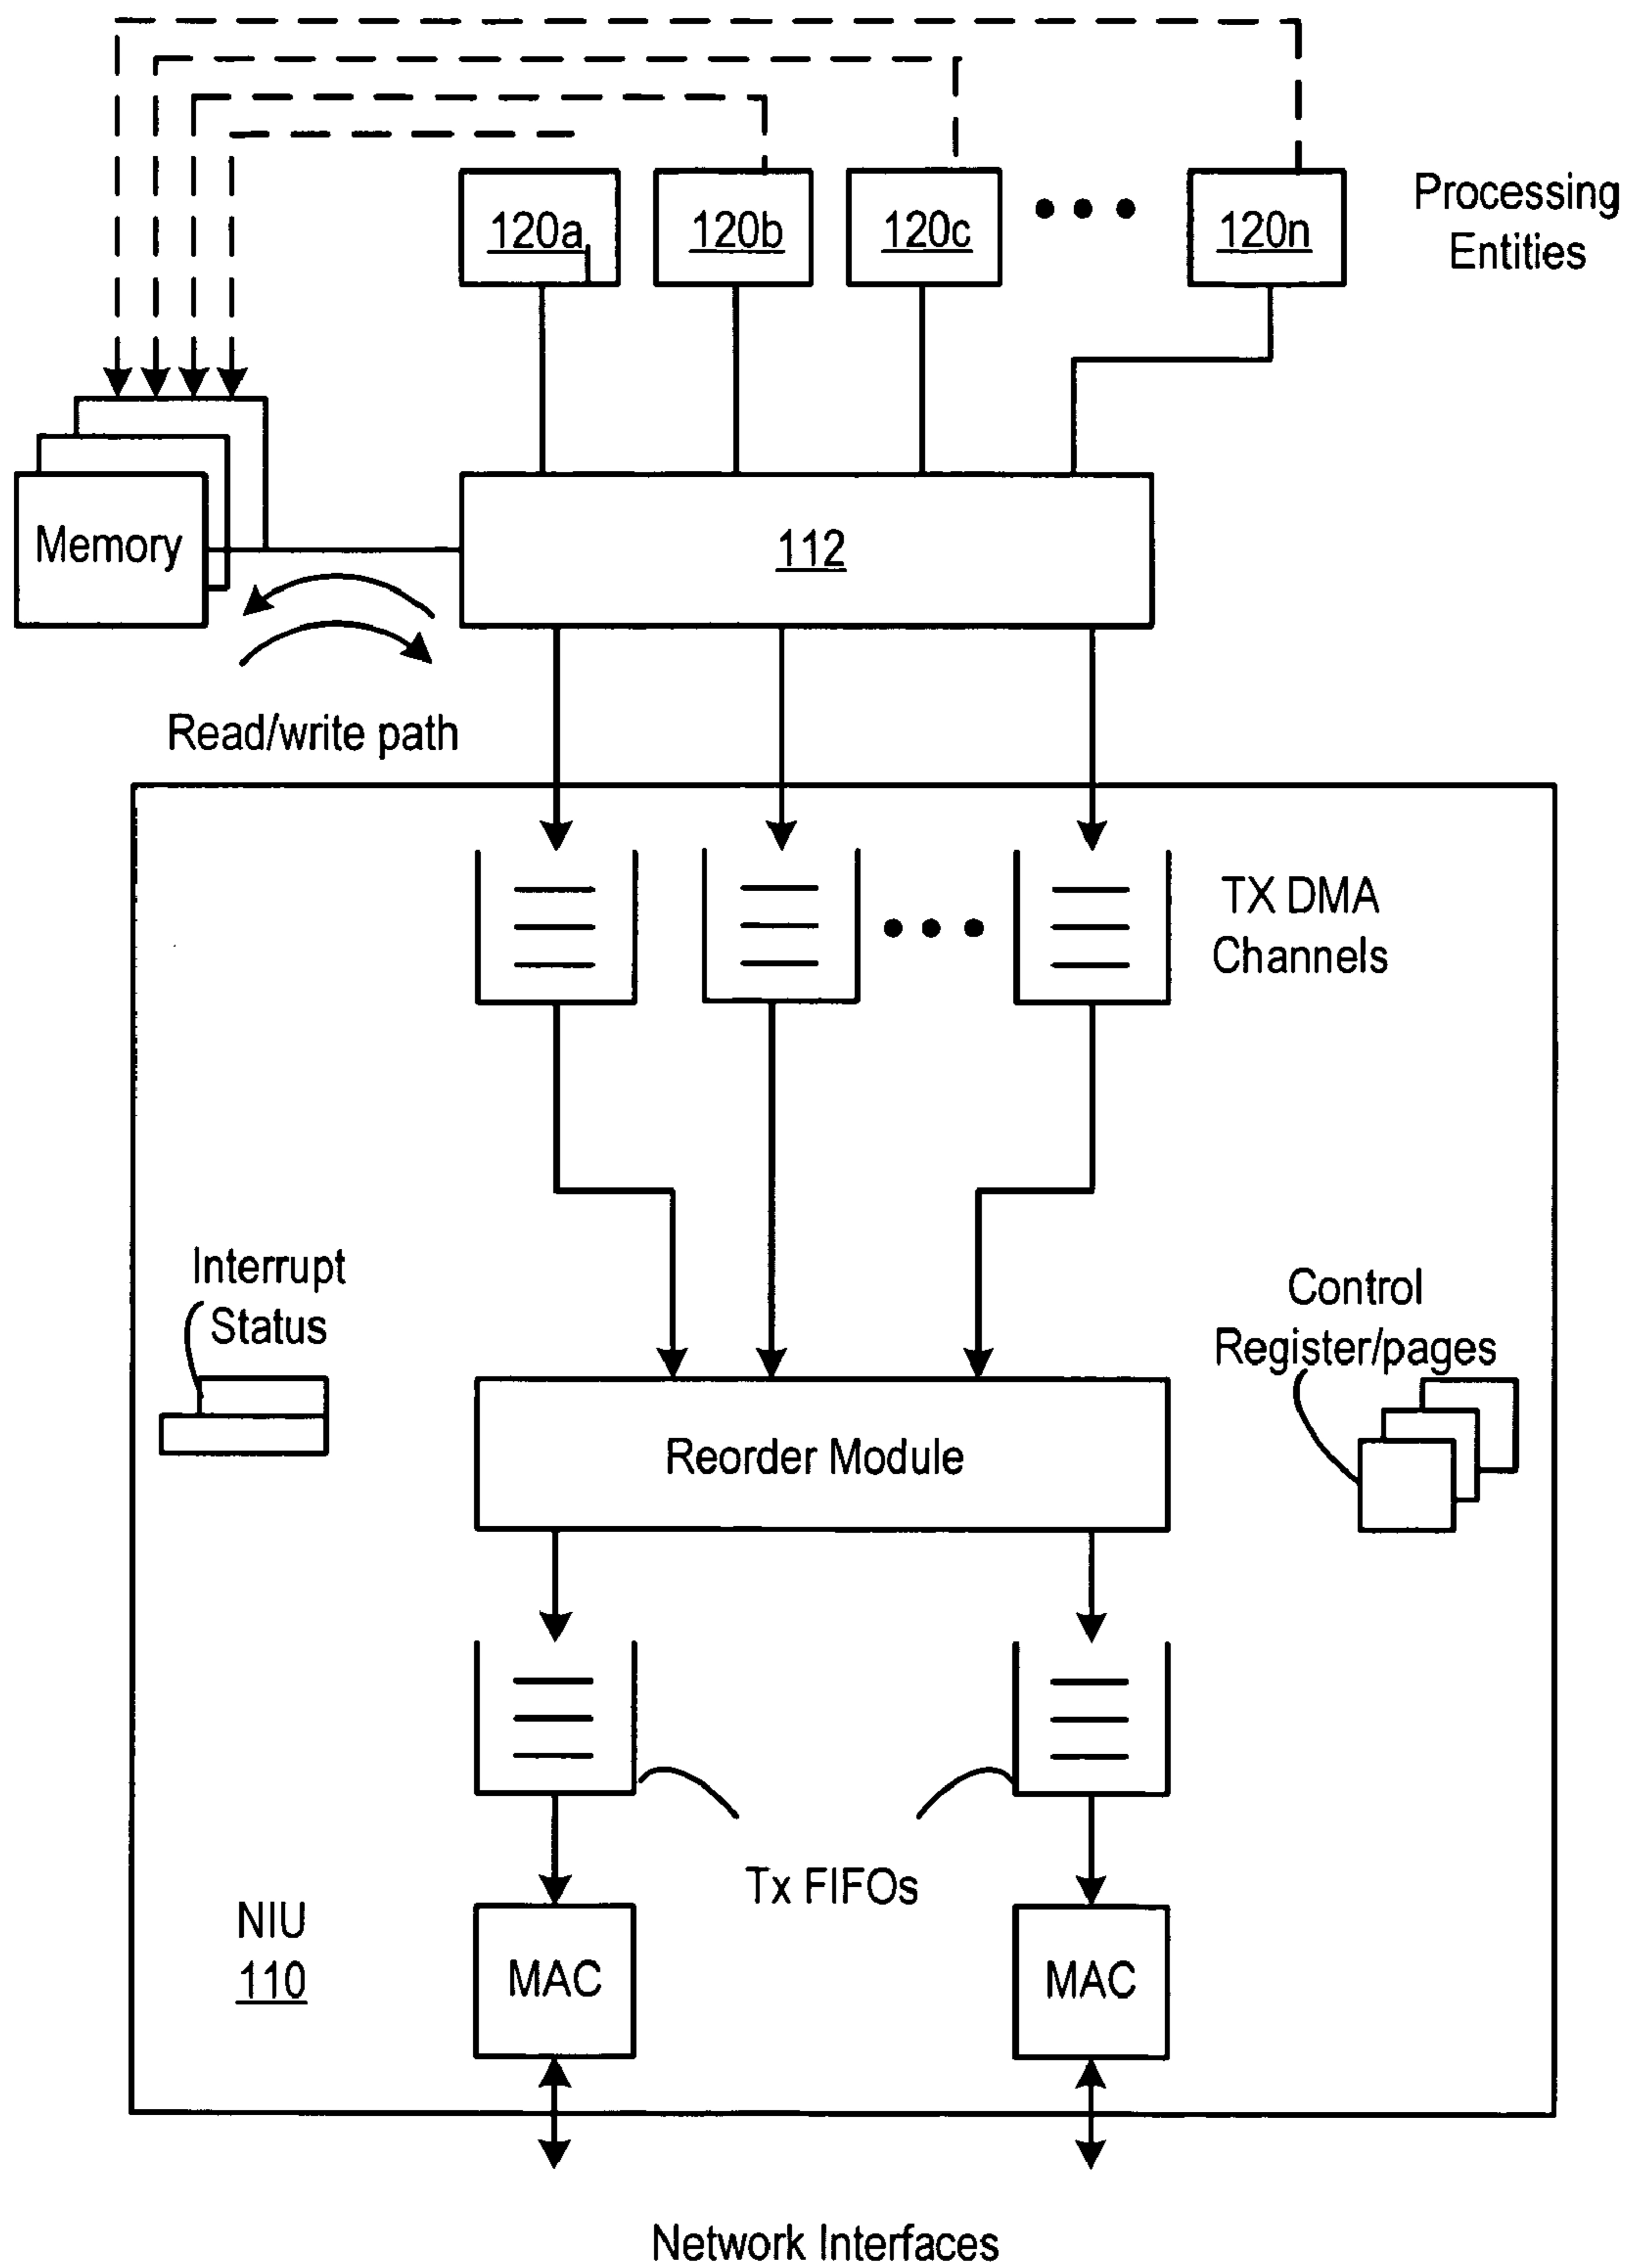 120a
120b
120c
120n
Processing
Entities
Memory
112
Read/write path
TX DMA
Channels
Interrupt
Status
Control
Register/pages
Reorder Module
Tx FIFOs
NIU
110
MAC
MAC
Network Interfaces